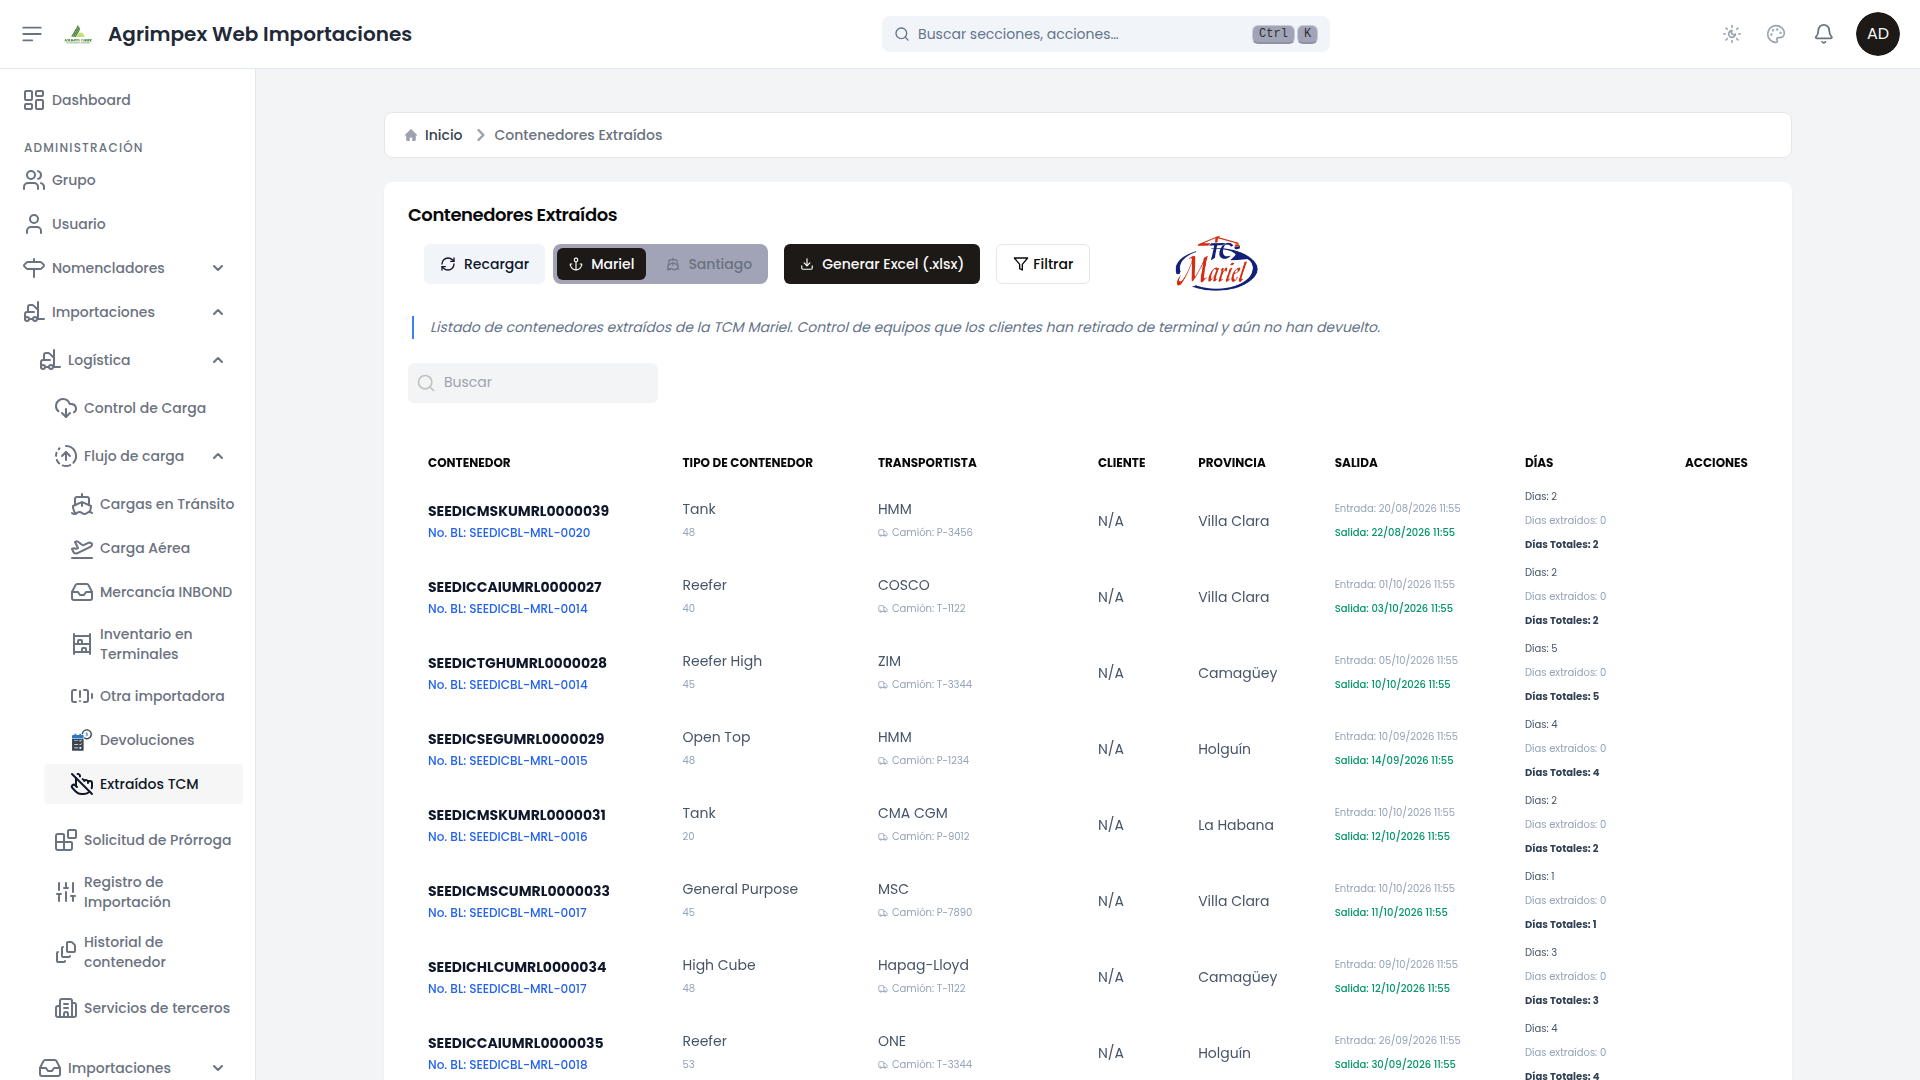 Agrimpex Web Importaciones
Buscar secciones, acciones...
Ctrl K
AD
Dashboard
ADMINISTRACIÓN
Grupo
Usuario
Nomencladores
Importaciones
Logística
Control de Carga
Flujo de carga
Cargas en Tránsito
Carga Aérea
Mercancía INBOND
Inventario en
Terminales
Otra importadora
Devoluciones
Extraídos TCM
Solicitud de Prórroga
Registro de
Importación
Historial de
contenedor
Servicios de terceros
Importaciones
Inicio > Contenedores Extraídos
Contenedores Extraídos
Recargar
Mariel
Santiago
Generar Excel (.xlsx)
Filtrar
TC Mariel
Listado de contenedores extraídos de la TCM Mariel. Control de equipos que los clientes han retirado de terminal y aún no han devuelto.
Buscar
CONTENEDOR TIPO DE CONTENEDOR TRANSPORTISTA CLIENTE PROVINCIA SALIDA DÍAS ACCIONES
SEEDICMSKUMRL0000039
No. BL: SEEDICBL-MRL-0020
Tank
48
HMM
Camión: P-3456
N/A
Villa Clara
Entrada: 20/08/2026 11:55
Salida: 22/08/2026 11:55
Días: 2
Días extraídos: 0
Días Totales: 2
SEEDICCAIUMRL0000027
No. BL: SEEDICBL-MRL-0014
Reefer
40
COSCO
Camión: T-1122
N/A
Villa Clara
Entrada: 01/10/2026 11:55
Salida: 03/10/2026 11:55
Días: 2
Días extraídos: 0
Días Totales: 2
SEEDICTGHUMRL0000028
No. BL: SEEDICBL-MRL-0014
Reefer High
45
ZIM
Camión: T-3344
N/A
Camagüey
Entrada: 05/10/2026 11:55
Salida: 10/10/2026 11:55
Días: 5
Días extraídos: 0
Días Totales: 5
SEEDICSEGUMRL0000029
No. BL: SEEDICBL-MRL-0015
Open Top
48
HMM
Camión: P-1234
N/A
Holguín
Entrada: 10/09/2026 11:55
Salida: 14/09/2026 11:55
Días: 4
Días extraídos: 0
Días Totales: 4
SEEDICMSKUMRL0000031
No. BL: SEEDICBL-MRL-0016
Tank
20
CMA CGM
Camión: P-9012
N/A
La Habana
Entrada: 10/10/2026 11:55
Salida: 12/10/2026 11:55
Días: 2
Días extraídos: 0
Días Totales: 2
SEEDICMSCUMRL0000033
No. BL: SEEDICBL-MRL-0017
General Purpose
45
MSC
Camión: P-7890
N/A
Villa Clara
Entrada: 10/10/2026 11:55
Salida: 11/10/2026 11:55
Días: 1
Días extraídos: 0
Días Totales: 1
SEEDICHLCUMRL0000034
No. BL: SEEDICBL-MRL-0017
High Cube
48
Hapag-Lloyd
Camión: T-1122
N/A
Camagüey
Entrada: 09/10/2026 11:55
Salida: 12/10/2026 11:55
Días: 3
Días extraídos: 0
Días Totales: 3
SEEDICCAIUMRL0000035
No. BL: SEEDICBL-MRL-0018
Reefer
53
ONE
Camión: T-3344
N/A
Holguín
Entrada: 26/09/2026 11:55
Salida: 30/09/2026 11:55
Días: 4
Días extraídos: 0
Días Totales: 4